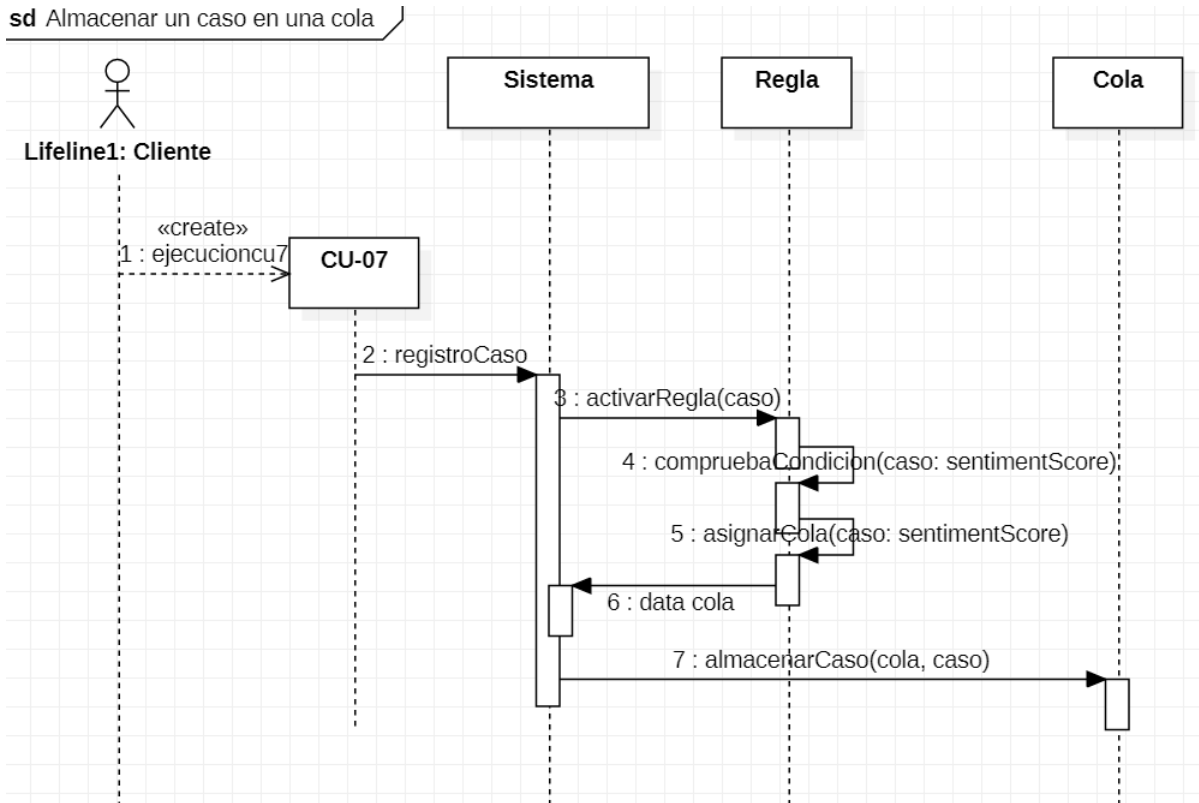 sd Almacenar un caso en una cola
Sistema
Regla
Cola
Lifeline1: Cliente
«create»
1 : ejecucioncu7
CU-07
2 : registroCaso
3 : activarRegla(caso)
4 : compruebaCondicion(caso: sentimentScore)
5 : asignarCola(caso: sentimentScore)
6 : data cola
7 : almacenarCaso(cola, caso)